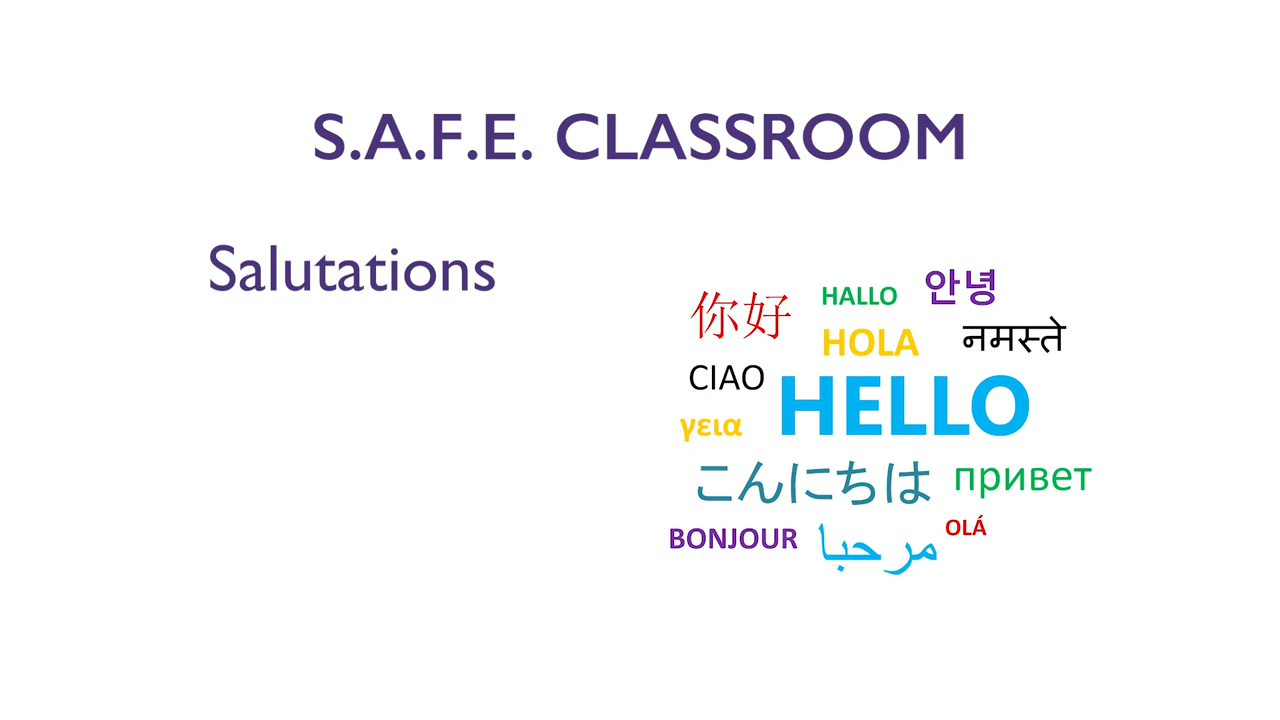 S.A.F.E. CLASSROOM
Salutations
你好
HALLO
안녕
HOLA
नमस्ते
CIAO
HELLO
γεια
こんにちは
привет
BONJOUR
مرحبا
OLÁ